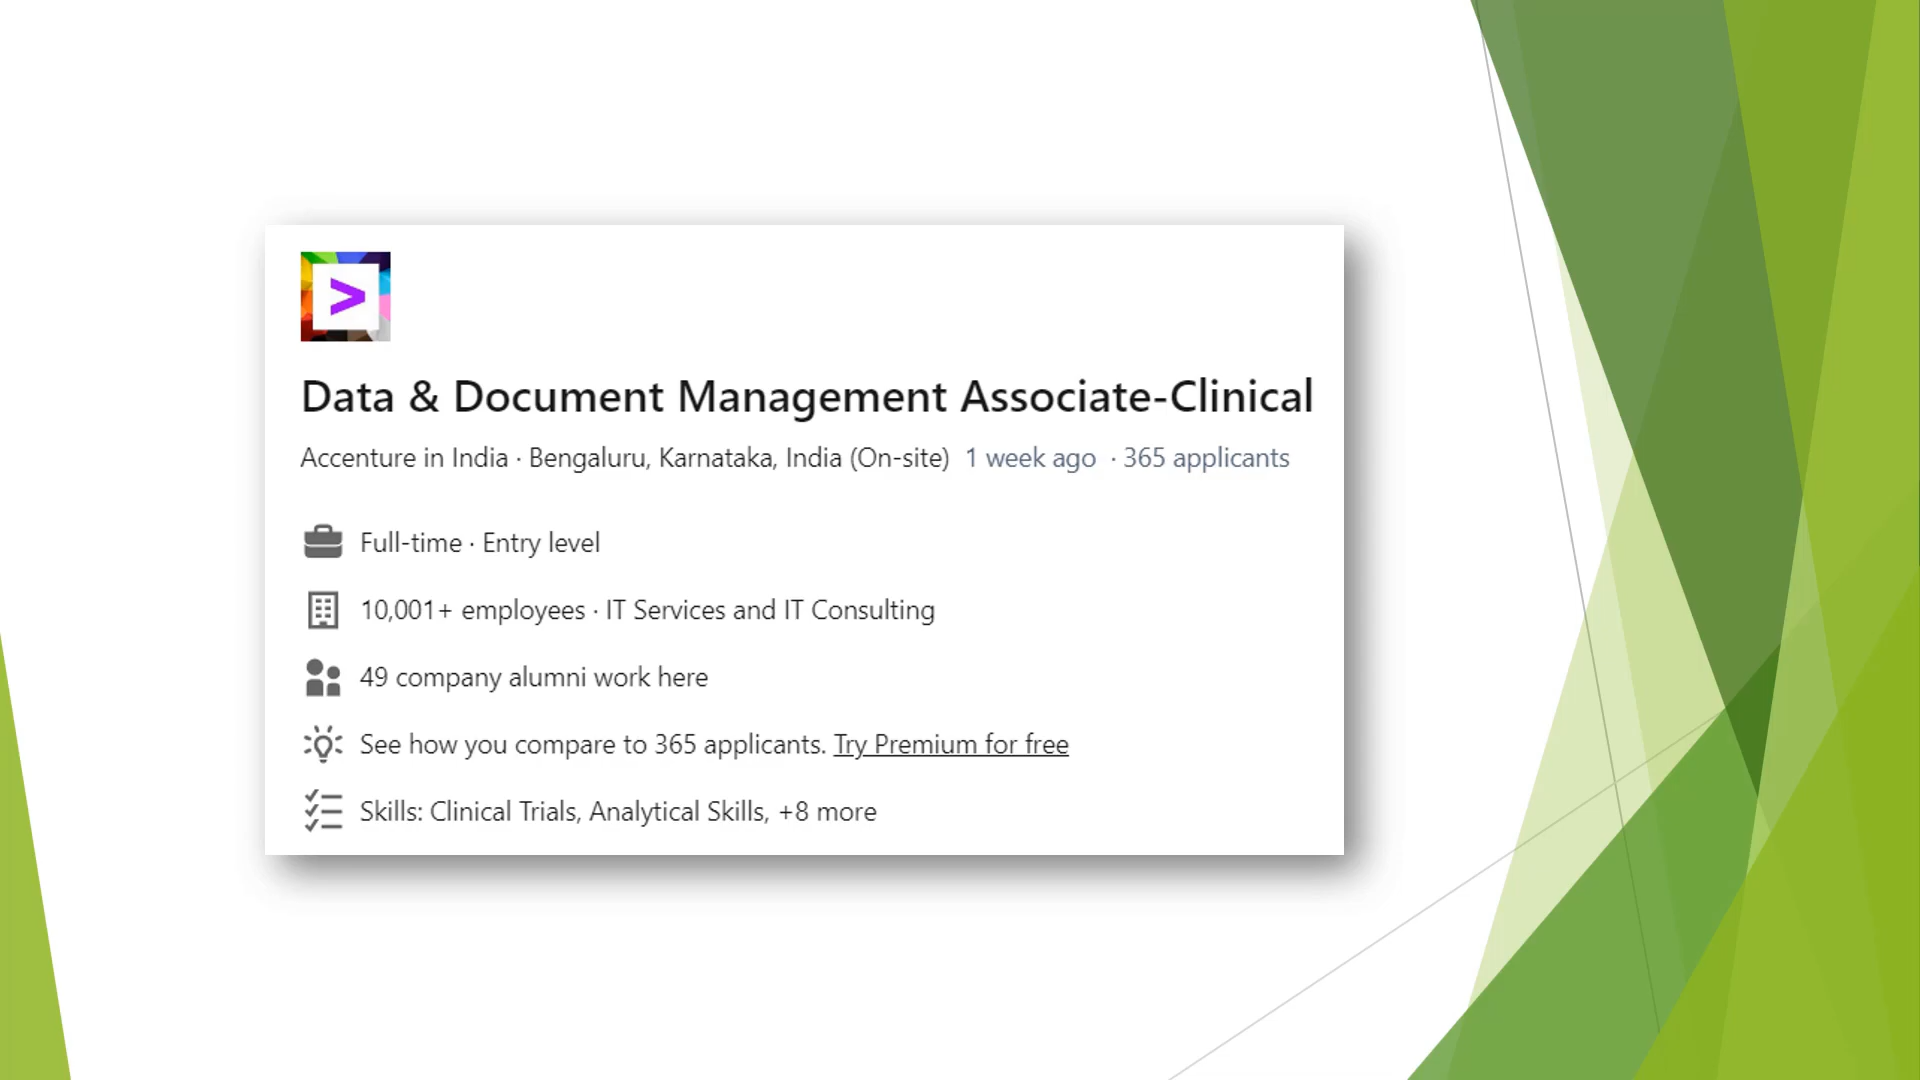 Data & Document Management Associate-Clinical
Accenture in India · Bengaluru, Karnataka, India (On-site) 1 week ago · 365 applicants
Full-time · Entry level
10,001+ employees · IT Services and IT Consulting
49 company alumni work here
See how you compare to 365 applicants. Try Premium for free
Skills: Clinical Trials, Analytical Skills, +8 more